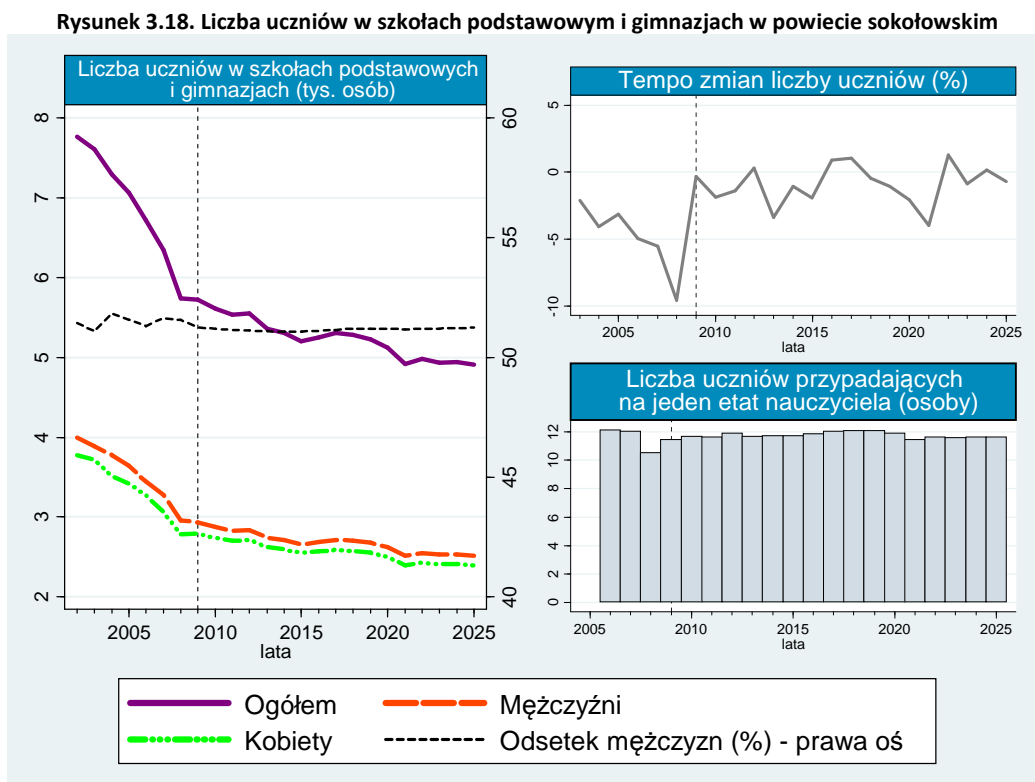 Rysunek 3.18. Liczba uczniów w szkołach podstawowym i gimnazjach w powiecie sokołowskim
Liczba uczniów w szkołach podstawowych
i gimnazjach (tys. osób)
8
7
6
5
4
3
2
60
55
50
45
40
2005
2010
2015
2020
2025
lata
Tempo zmian liczby uczniów (%)
5
0
-5
-10
2005
2010
2015
2020
2025
lata
Liczba uczniów przypadających
na jeden etat nauczyciela (osoby)
12
10
8
6
4
2
0
2005
2010
2015
2020
2025
lata
Ogółem
Mężczyźni
Kobiety
Odsetek mężczyzn (%) - prawa oś